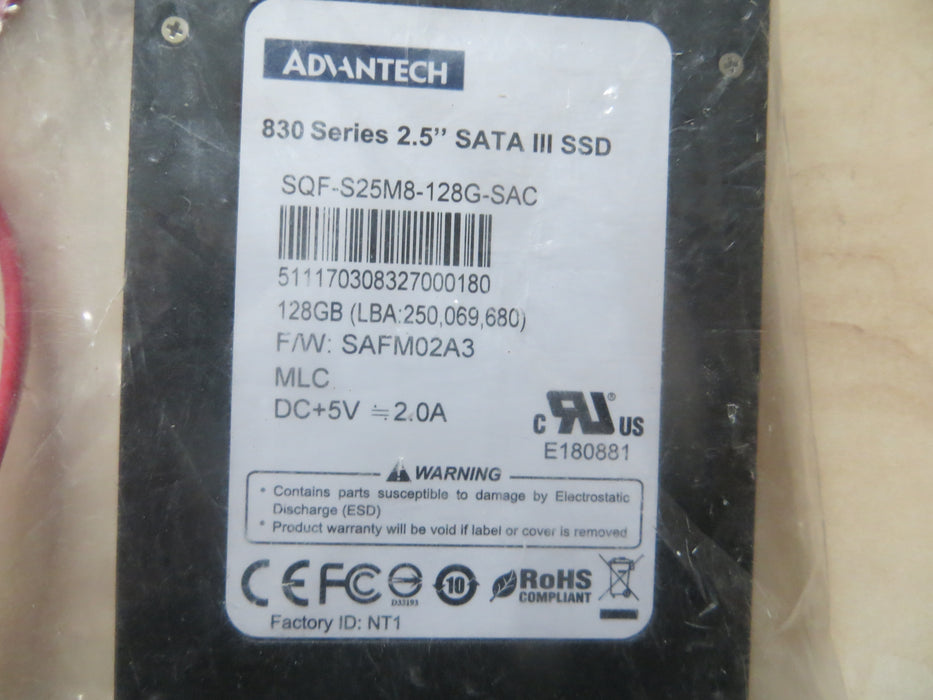 ADVANTECH
830 Series 2.5” SATA III SSD
SQF-S25M8-128G-SAC
511170308327000180
128GB (LBA:250,069,680)
F/W: SAFM02A3
MLC
DC+5V ≒ 2.0A
C RU ® US
E180881
WARNING
• Contains parts susceptible to damage by Electrostatic
Discharge (ESD)
• Product warranty will be void if label or cover is removed
CE FC D33193 10 RoHS
COMPLIANT
Factory ID: NT1